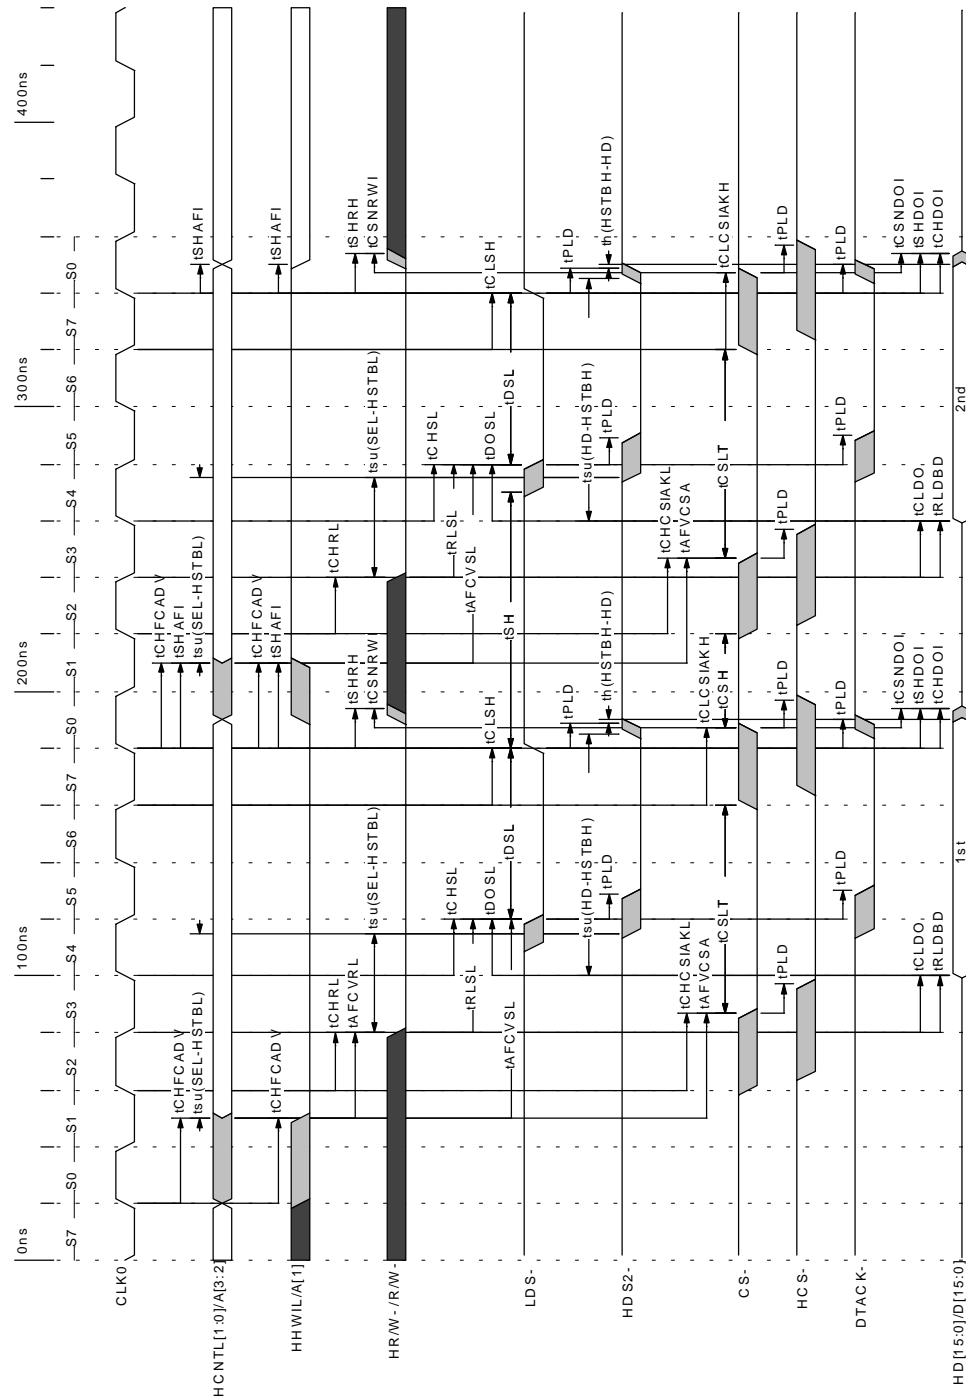 0ns
100ns
200ns
300ns
400ns
S7
S0
S1
S2
S3
S4
S5
S6
S7
S0
S1
S2
S3
S4
S5
S6
S7
S0
CLK0
tCHFCADV
tCHFCADV
tSHAFI
tsu(SEL-HSTBL)
tsu(SEL-HSTBL)
tSHAFI
HCNTL[1:0]/A[3:2]
tCHFCADV
tCHFCADV
tSHAFI
tSHAFI
HHWIL/A[1]
tCHRL
tCHRL
tAFCVRL
tSHRH
tSHRH
tsu(SEL-HSTBL)
tCSNRWI
tsu(SEL-HSTBL)
tCSNRWI
HR/W-/R/W-
tCHSL
tCHSL
tRLSL
tRLSL
tAFCVSL
tDOSL
tCLSH
tDOSL
tCLSH
tAFCVSL
tDSL
tSH
tDSL
LDS-
tPLD
tPLD
tsu(HD-HSTBH)
tsu(HD-HSTBH)
tPLD
th(HSTBH-HD)
tPLD
th(HSTBH-HD)
HDS2-
tCHCSIAKL
tCHCSIAKL
tAFVCSA
tAFVCSA
tCLCSIAKH
tCSLT
tCSH
tCSLT
tCLCSIAKH
CS-
tPLD
tPLD
tPLD
tPLD
HCS-
tPLD
tPLD
tPLD
tPLD
DTACK-
tCSNDOI
tCSNDOI
tCLDO
tSHDOI
tCLDO
tSHDOI
tRLDBD
tCHDOI
tRLDBD
tCHDOI
HD[15:0]/D[15:0]
1st
2nd